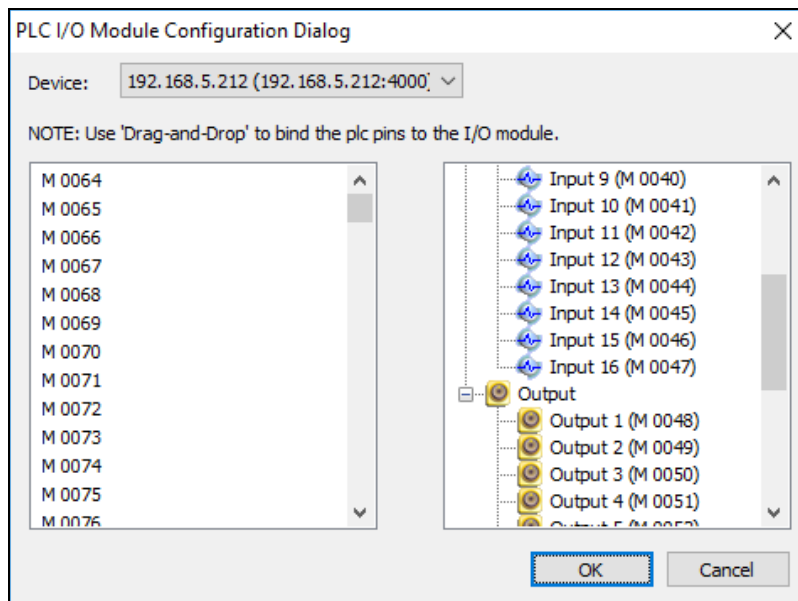 PLC I/O Module Configuration Dialog
Device:
192.168.5.212 (192.168.5.212:4000)
NOTE: Use 'Drag-and-Drop' to bind the plc pins to the I/O module.
M 0064
M 0065
M 0066
M 0067
M 0068
M 0069
M 0070
M 0071
M 0072
M 0073
M 0074
M 0075
M 0076
Input 9 (M 0040)
Input 10 (M 0041)
Input 11 (M 0042)
Input 12 (M 0043)
Input 13 (M 0044)
Input 14 (M 0045)
Input 15 (M 0046)
Input 16 (M 0047)
Output
Output 1 (M 0048)
Output 2 (M 0049)
Output 3 (M 0050)
Output 4 (M 0051)
Output 5 (M 0052)
OK
Cancel